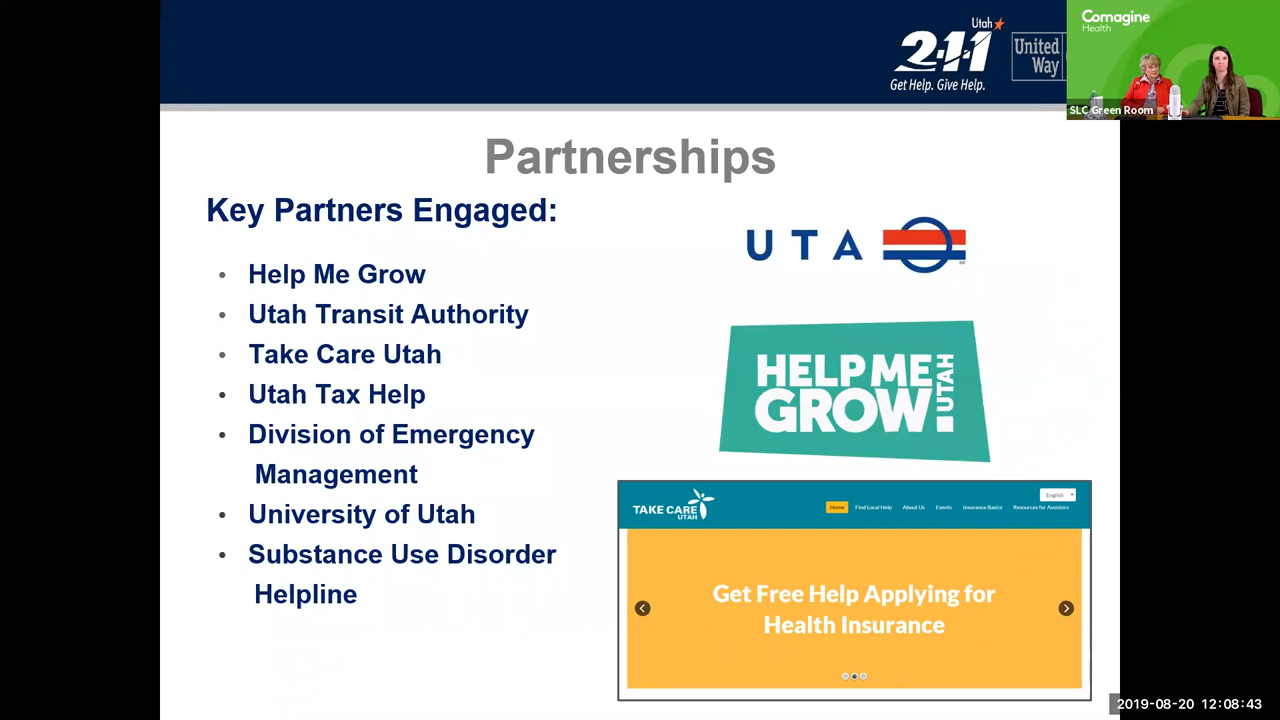 Utah
2-1-1
Get Help. Give Help.
United
Way
Comagine
Health
SLC Green Room
Partnerships
Key Partners Engaged:
• Help Me Grow
• Utah Transit Authority
• Take Care Utah
• Utah Tax Help
• Division of Emergency
Management
• University of Utah
• Substance Use Disorder
Helpline
UTA
HELP ME
GROW
UTAH
TAKE CARE
UTAH
English
Home Find Local Help About Us Events Insurance Basics Resources for Assistors
Get Free Help Applying for
Health Insurance
2019-08-20 12:08:43